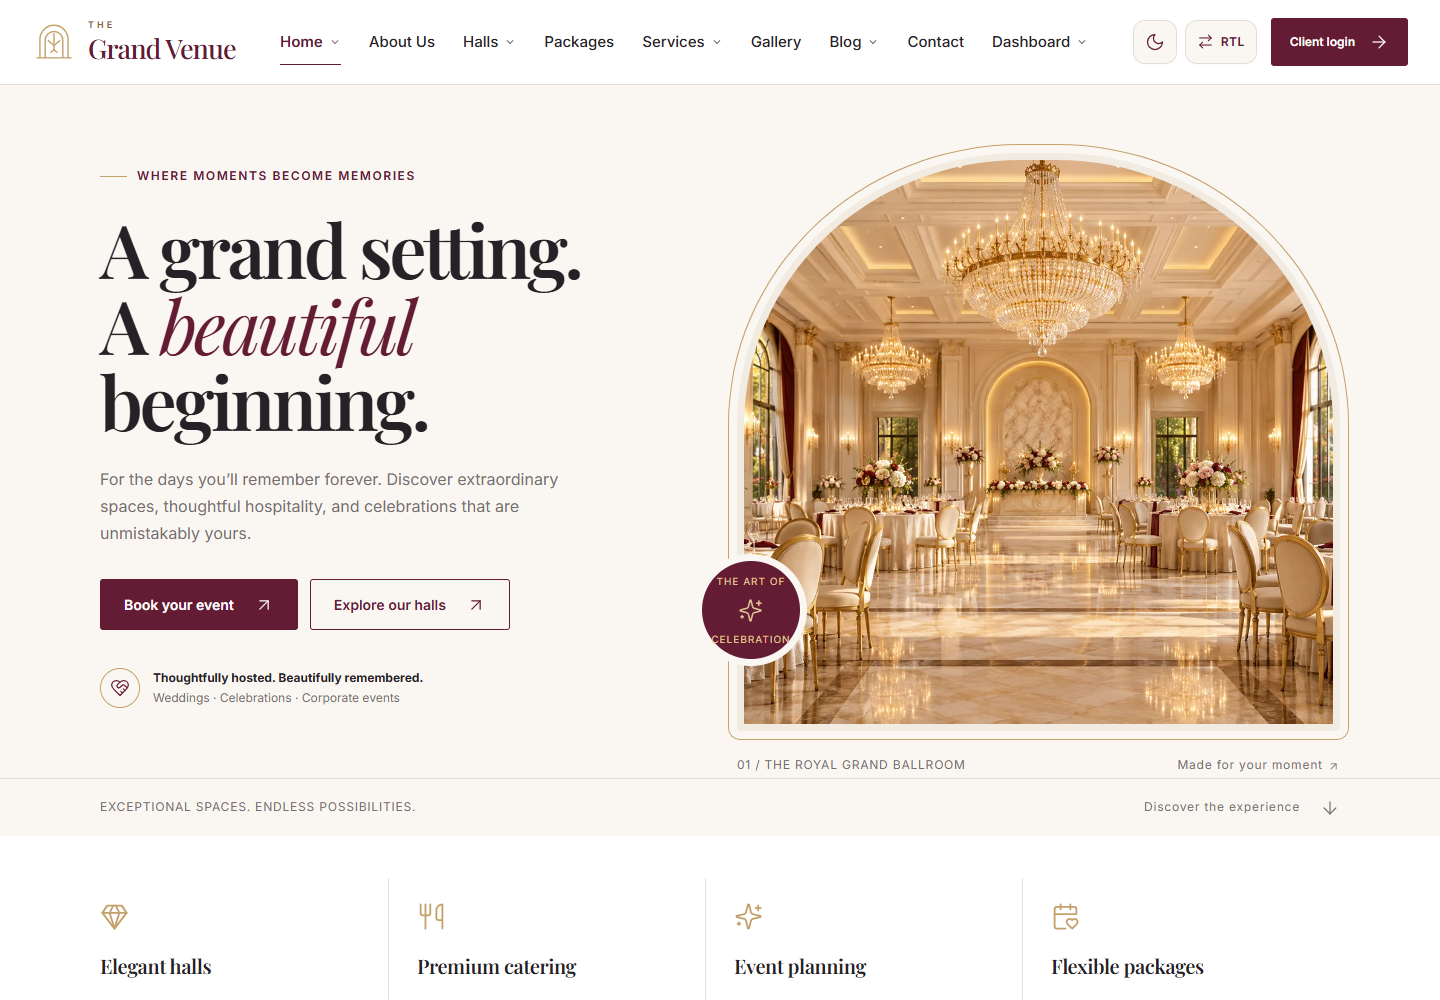 THE
Grand Venue
Home
About Us
Halls
Packages
Services
Gallery
Blog
Contact
Dashboard
RTL
Client login
WHERE MOMENTS BECOME MEMORIES
A grand setting.
A beautiful
beginning.
For the days you’ll remember forever. Discover extraordinary
spaces, thoughtful hospitality, and celebrations that are
unmistakably yours.
Book your event
Explore our halls
Thoughtfully hosted. Beautifully remembered.
Weddings · Celebrations · Corporate events
THE ART OF
CELEBRATION
01 / THE ROYAL GRAND BALLROOM
Made for your moment
EXCEPTIONAL SPACES. ENDLESS POSSIBILITIES.
Discover the experience
Elegant halls
Premium catering
Event planning
Flexible packages